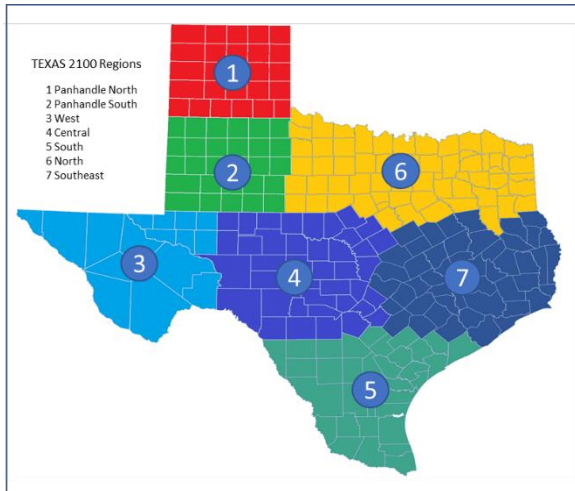 TEXAS 2100 Regions
1 Panhandle North
2 Panhandle South
3 West
4 Central
5 South
6 North
7 Southeast
1
2
6
3
4
7
5